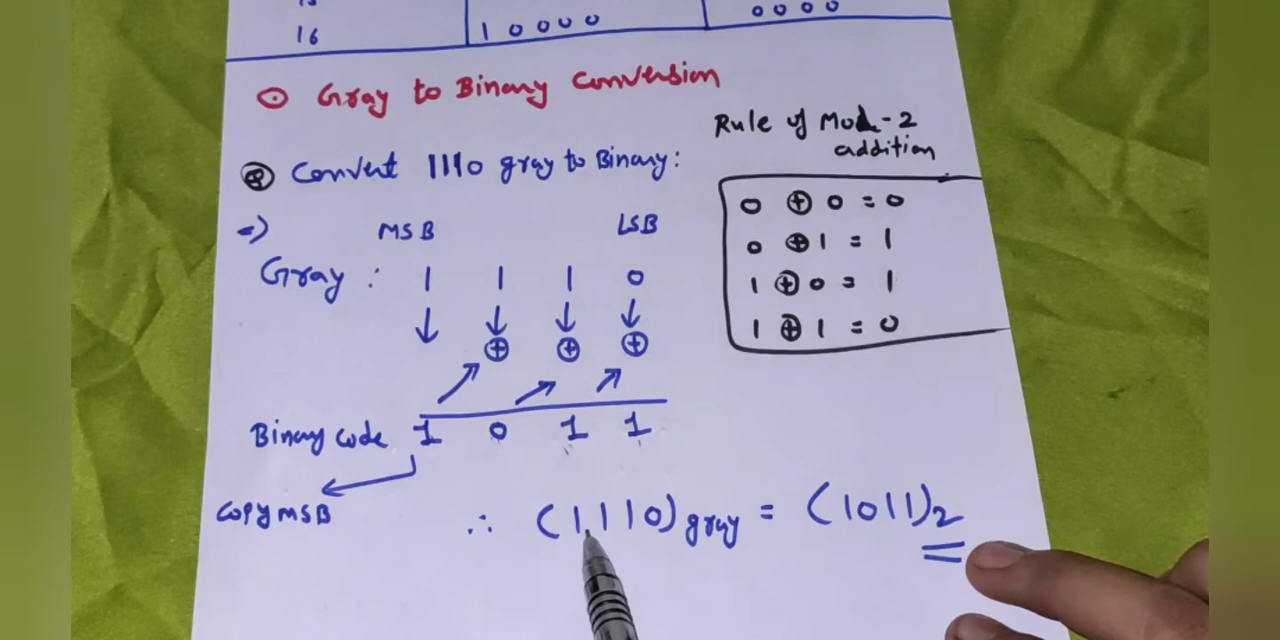 16 | 10000 | 0000
⊙ Gray to Binary Conversion
Rule of Mod-2 addition
Q Convert 1110 gray to Binary:
0 ⊕ 0 = 0
0 ⊕ 1 = 1
1 ⊕ 0 = 1
1 ⊕ 1 = 0
=> MSB LSB
Gray : 1 1 1 0
↓ ↓ ↓ ↓
⊕ ⊕ ⊕
↗ ↗ ↗
Binary code 1 0 1 1
Copy MSB
∴ (1110)gray = (1011)2